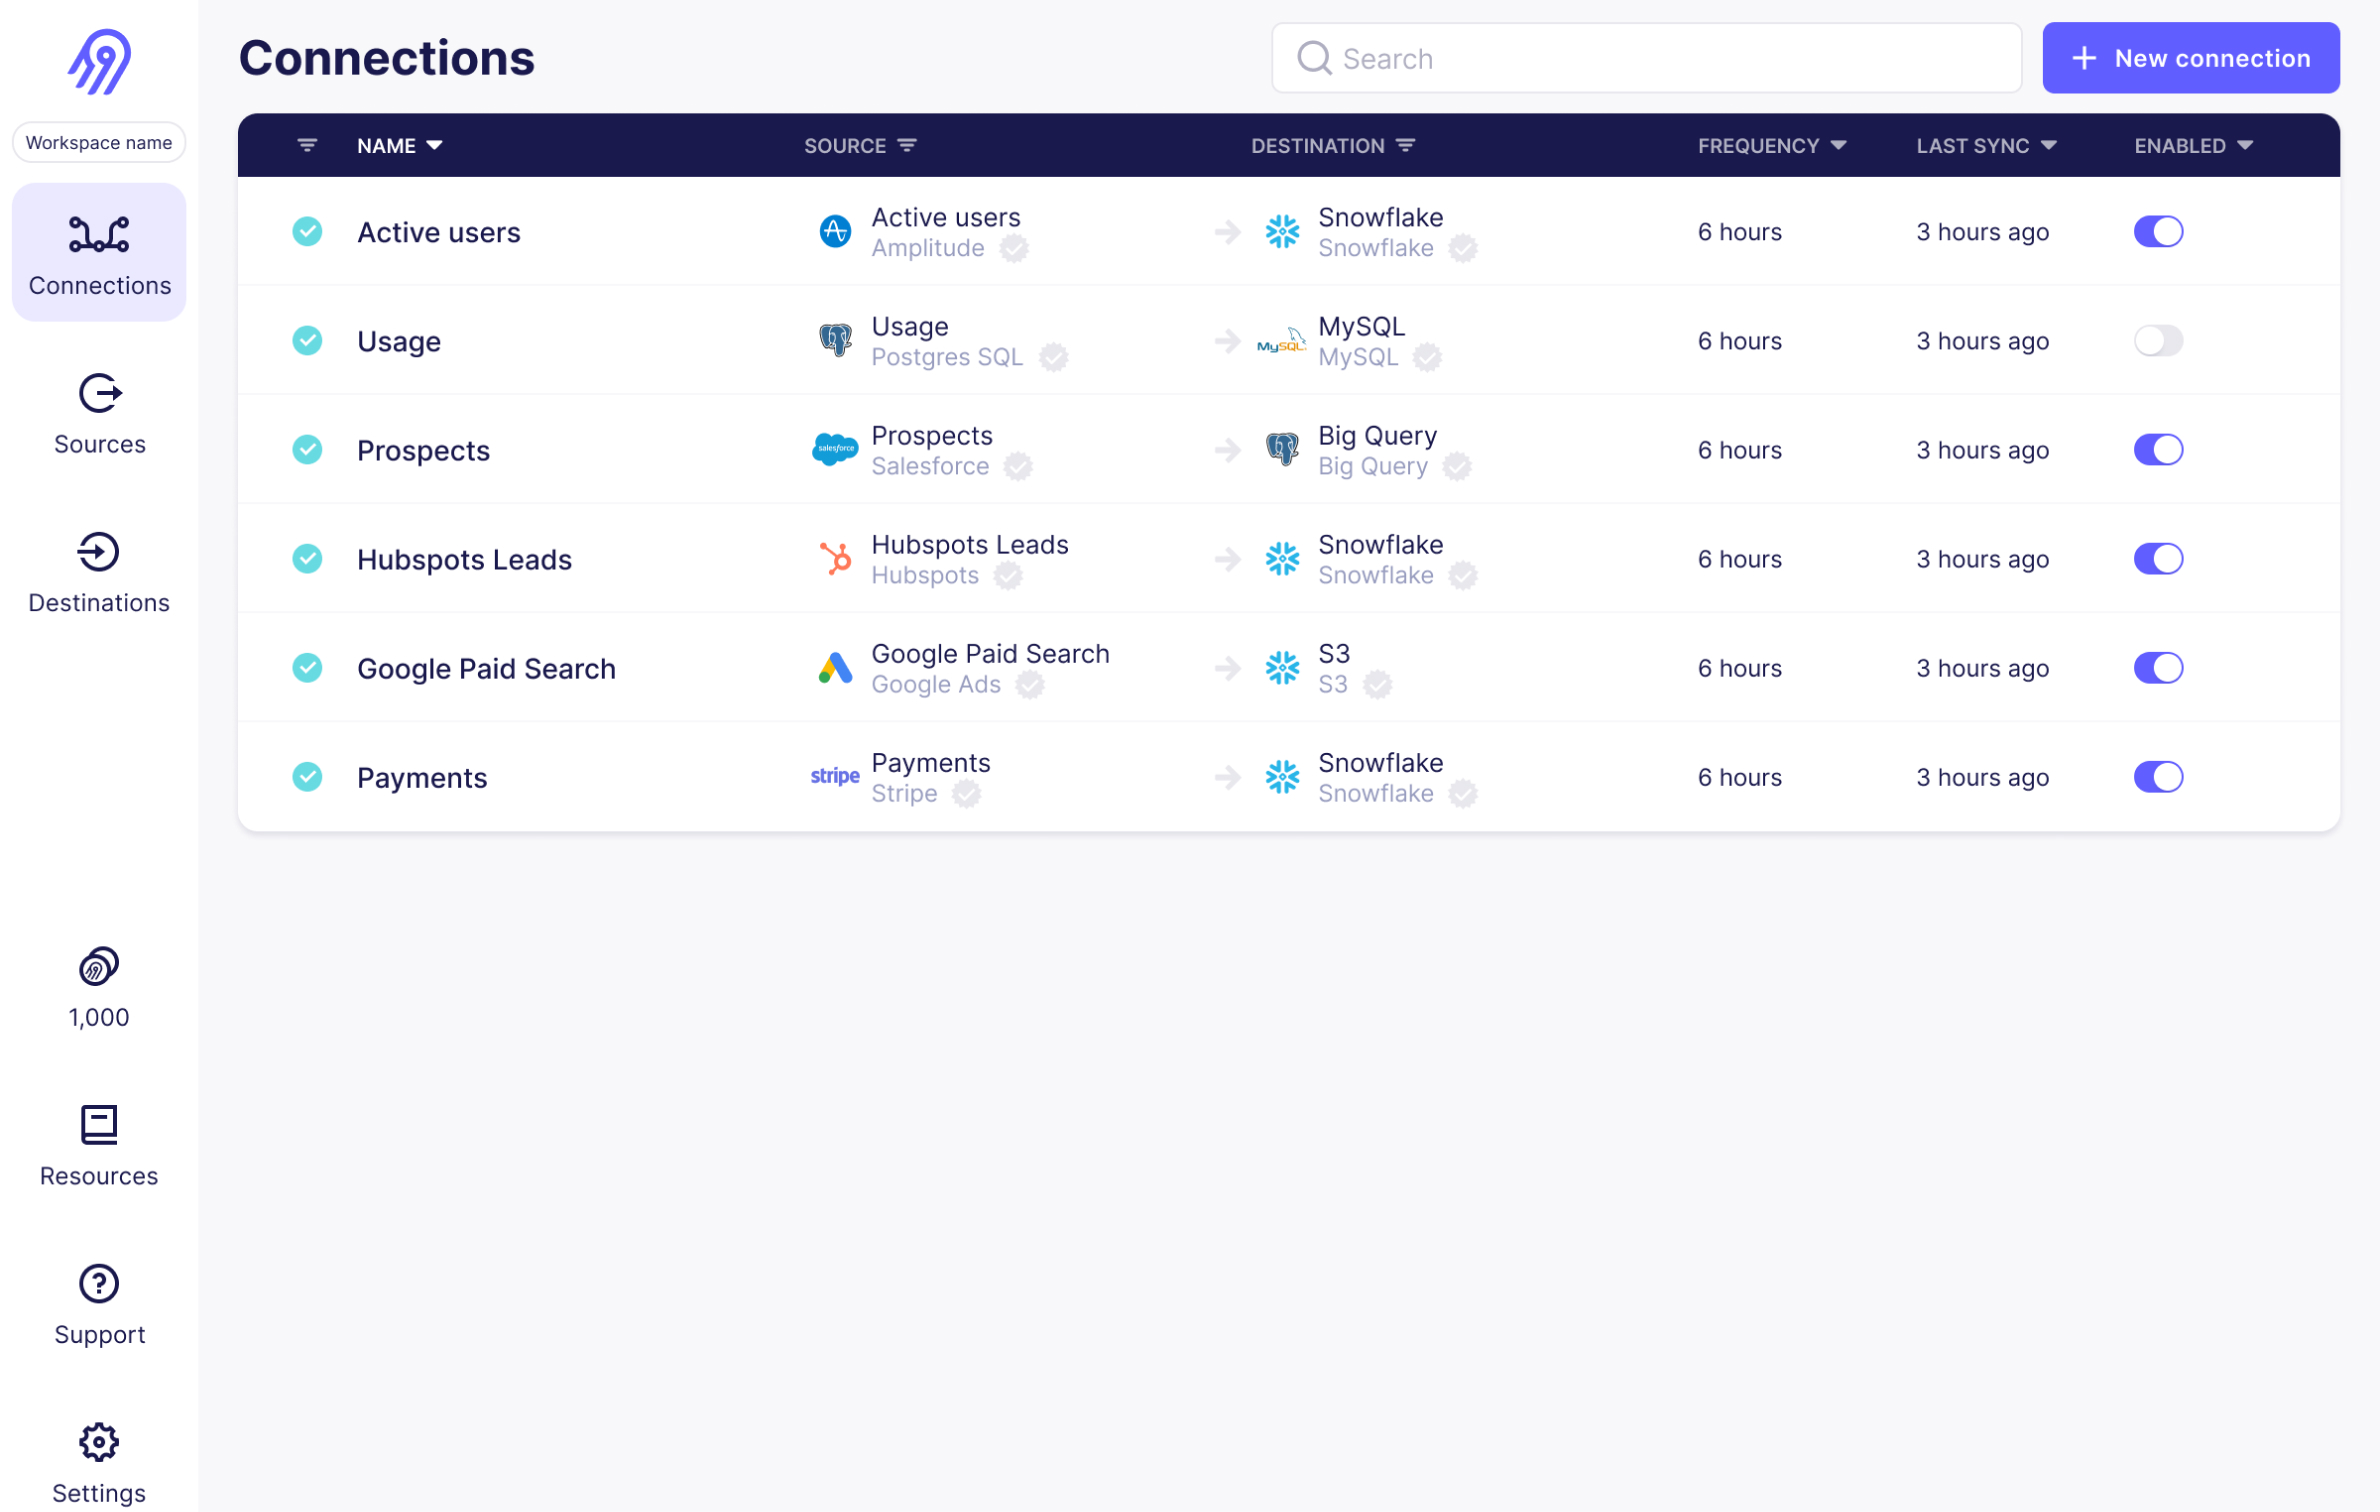 Connections
Search
New connection
Workspace name
Connections
Sources
Destinations
1,000
Resources
Support
Settings
NAME SOURCE DESTINATION FREQUENCY LAST SYNC ENABLED
Active users Active users Snowflake 6 hours 3 hours ago
Amplitude Snowflake
Usage Usage MySQL MySQL 6 hours 3 hours ago
Postgres SQL MySQL
Prospects salesforce Prospects Big Query 6 hours 3 hours ago
Salesforce Big Query
Hubspots Leads Hubspots Leads Snowflake 6 hours 3 hours ago
Hubspots Snowflake
Google Paid Search Google Paid Search S3 6 hours 3 hours ago
Google Ads S3
Payments stripe Payments Snowflake 6 hours 3 hours ago
Stripe Snowflake